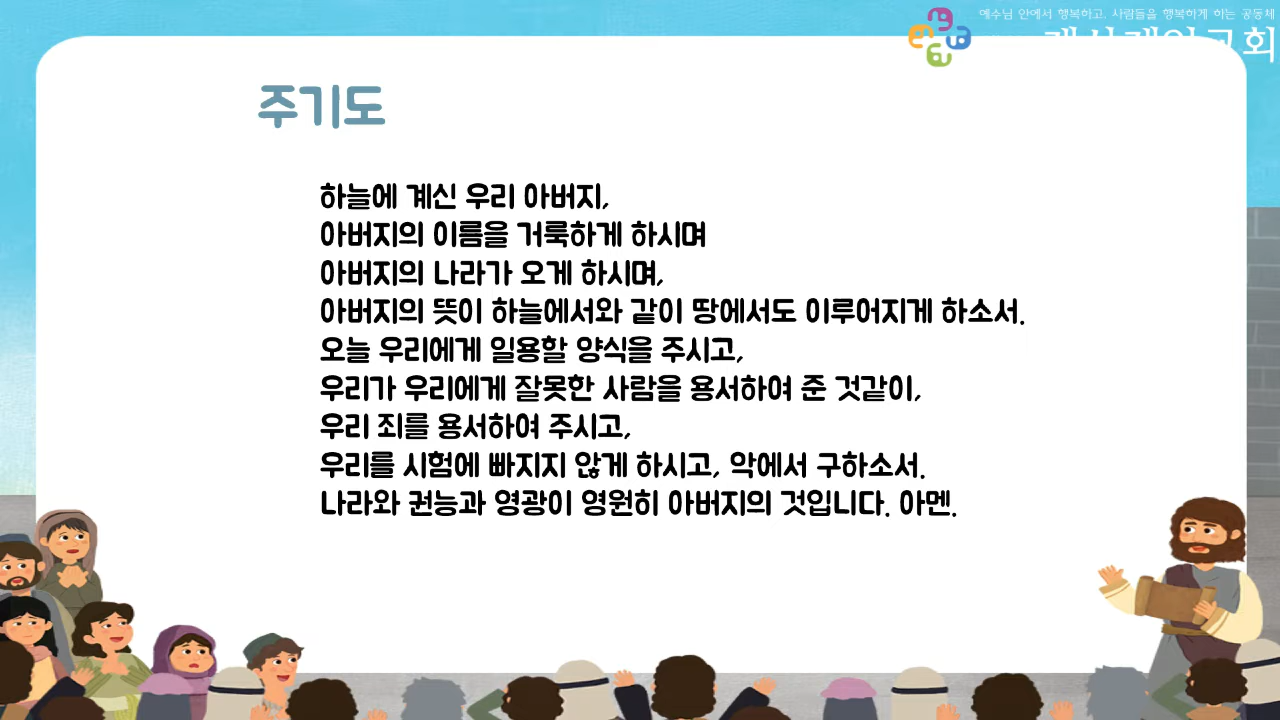 예수님 안에서 행복하고, 사람들을 행복하게 하는 공동체
주기도
하늘에 계신 우리 아버지,
아버지의 이름을 거룩하게 하시며
아버지의 나라가 오게 하시며,
아버지의 뜻이 하늘에서와 같이 땅에서도 이루어지게 하소서.
오늘 우리에게 일용할 양식을 주시고,
우리가 우리에게 잘못한 사람을 용서하여 준 것같이,
우리 죄를 용서하여 주시고,
우리를 시험에 빠지지 않게 하시고, 악에서 구하소서.
나라와 권능과 영광이 영원히 아버지의 것입니다. 아멘.